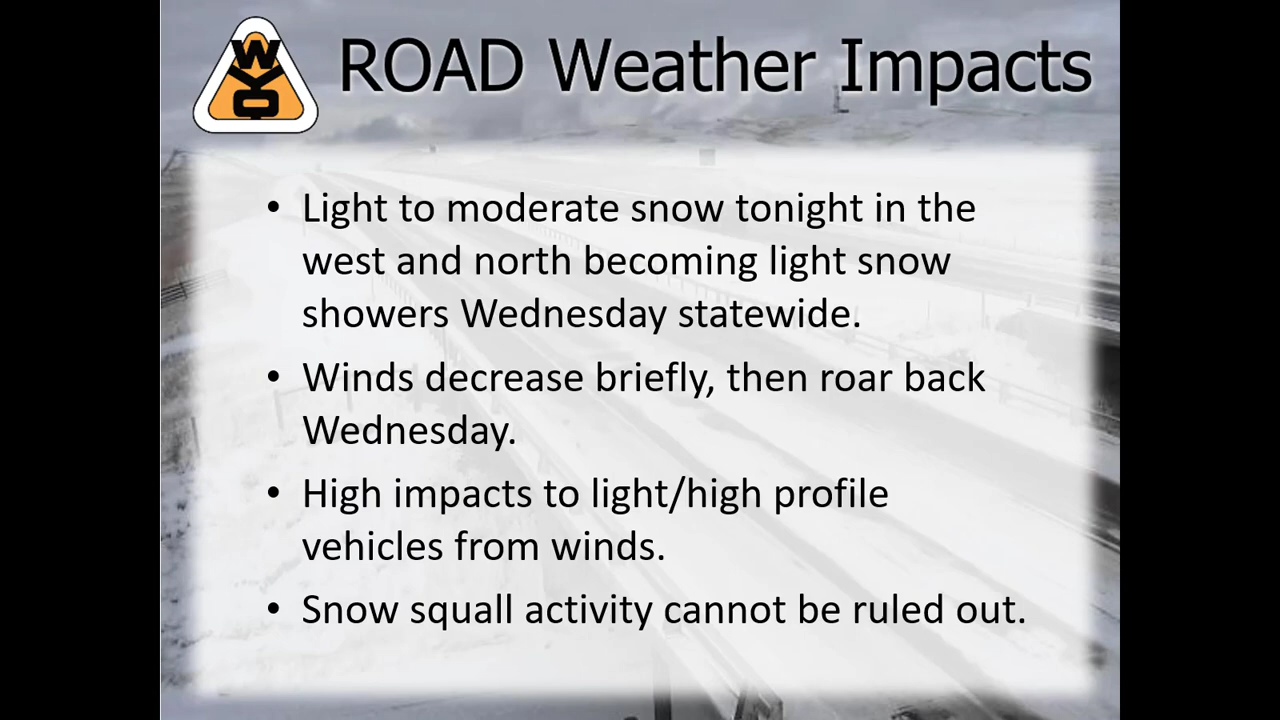 WYO
ROAD Weather Impacts
• Light to moderate snow tonight in the
west and north becoming light snow
showers Wednesday statewide.
• Winds decrease briefly, then roar back
Wednesday.
• High impacts to light/high profile
vehicles from winds.
• Snow squall activity cannot be ruled out.